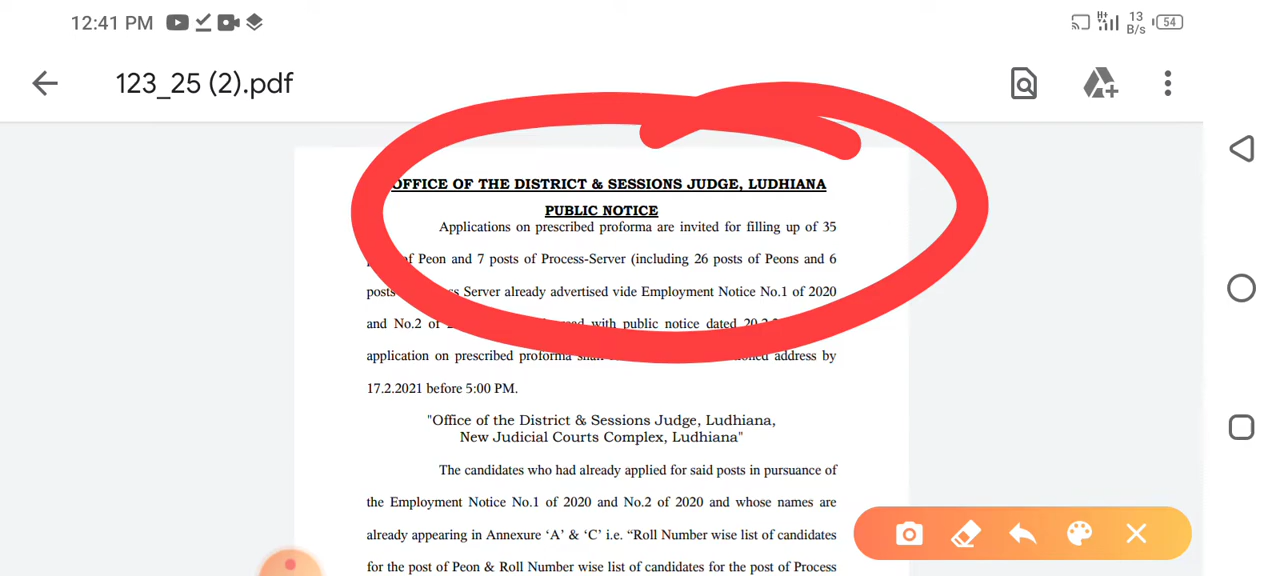 12:41 PM
13
B/s
54
123_25 (2).pdf
OFFICE OF THE DISTRICT & SESSIONS JUDGE, LUDHIANA
PUBLIC NOTICE
Applications on prescribed proforma are invited for filling up of 35
of Peon and 7 posts of Process-Server (including 26 posts of Peons and 6
posts Server already advertised vide Employment Notice No.1 of 2020
and No.2 of with public notice dated
application on prescribed proforma address by
17.2.2021 before 5:00 PM.
"Office of the District & Sessions Judge, Ludhiana,
New Judicial Courts Complex, Ludhiana"
The candidates who had already applied for said posts in pursuance of
the Employment Notice No.1 of 2020 and No.2 of 2020 and whose names are
already appearing in Annexure ‘A’ & ‘C’ i.e. “Roll Number wise list of candidates
for the post of Peon & Roll Number wise list of candidates for the post of Process